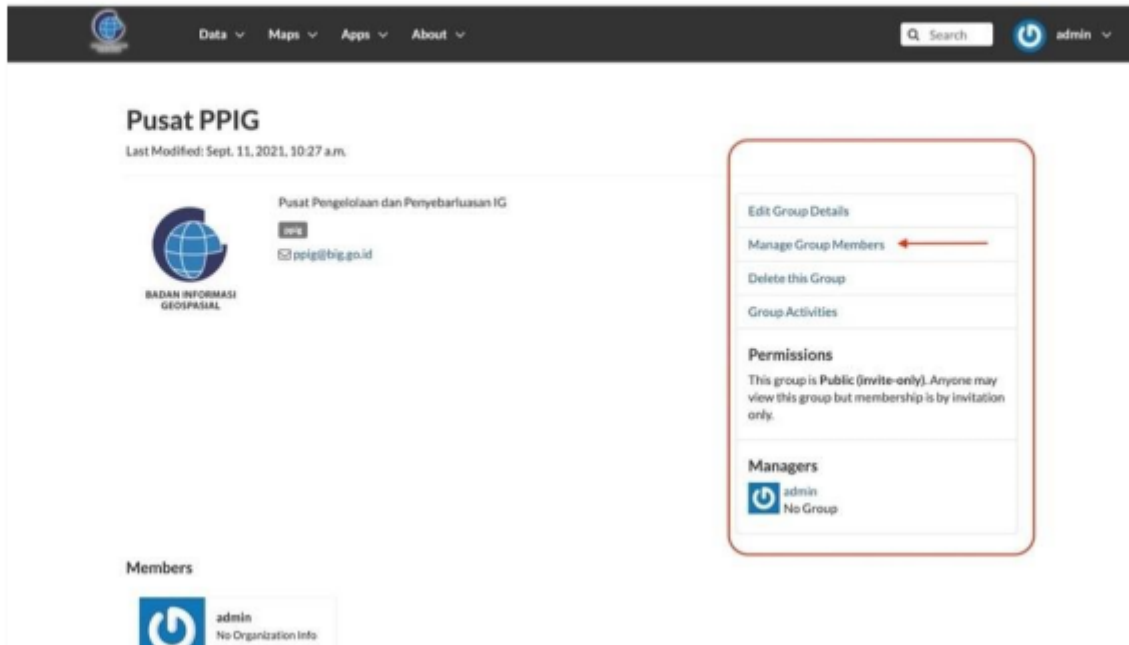 Data Maps Apps About Search admin
Pusat PPIG
Last Modified: Sept. 11, 2021, 10:27 a.m.
Pusat Pengelolaan dan Penyebarluasan IG
ppig
ppig@big.go.id
BADAN INFORMASI
GEOSPASIAL
Edit Group Details
Manage Group Members
Delete this Group
Group Activities
Permissions
This group is Public (invite-only). Anyone may
view this group but membership is by invitation
only.
Managers
admin
No Group
Members
admin
No Organization Info